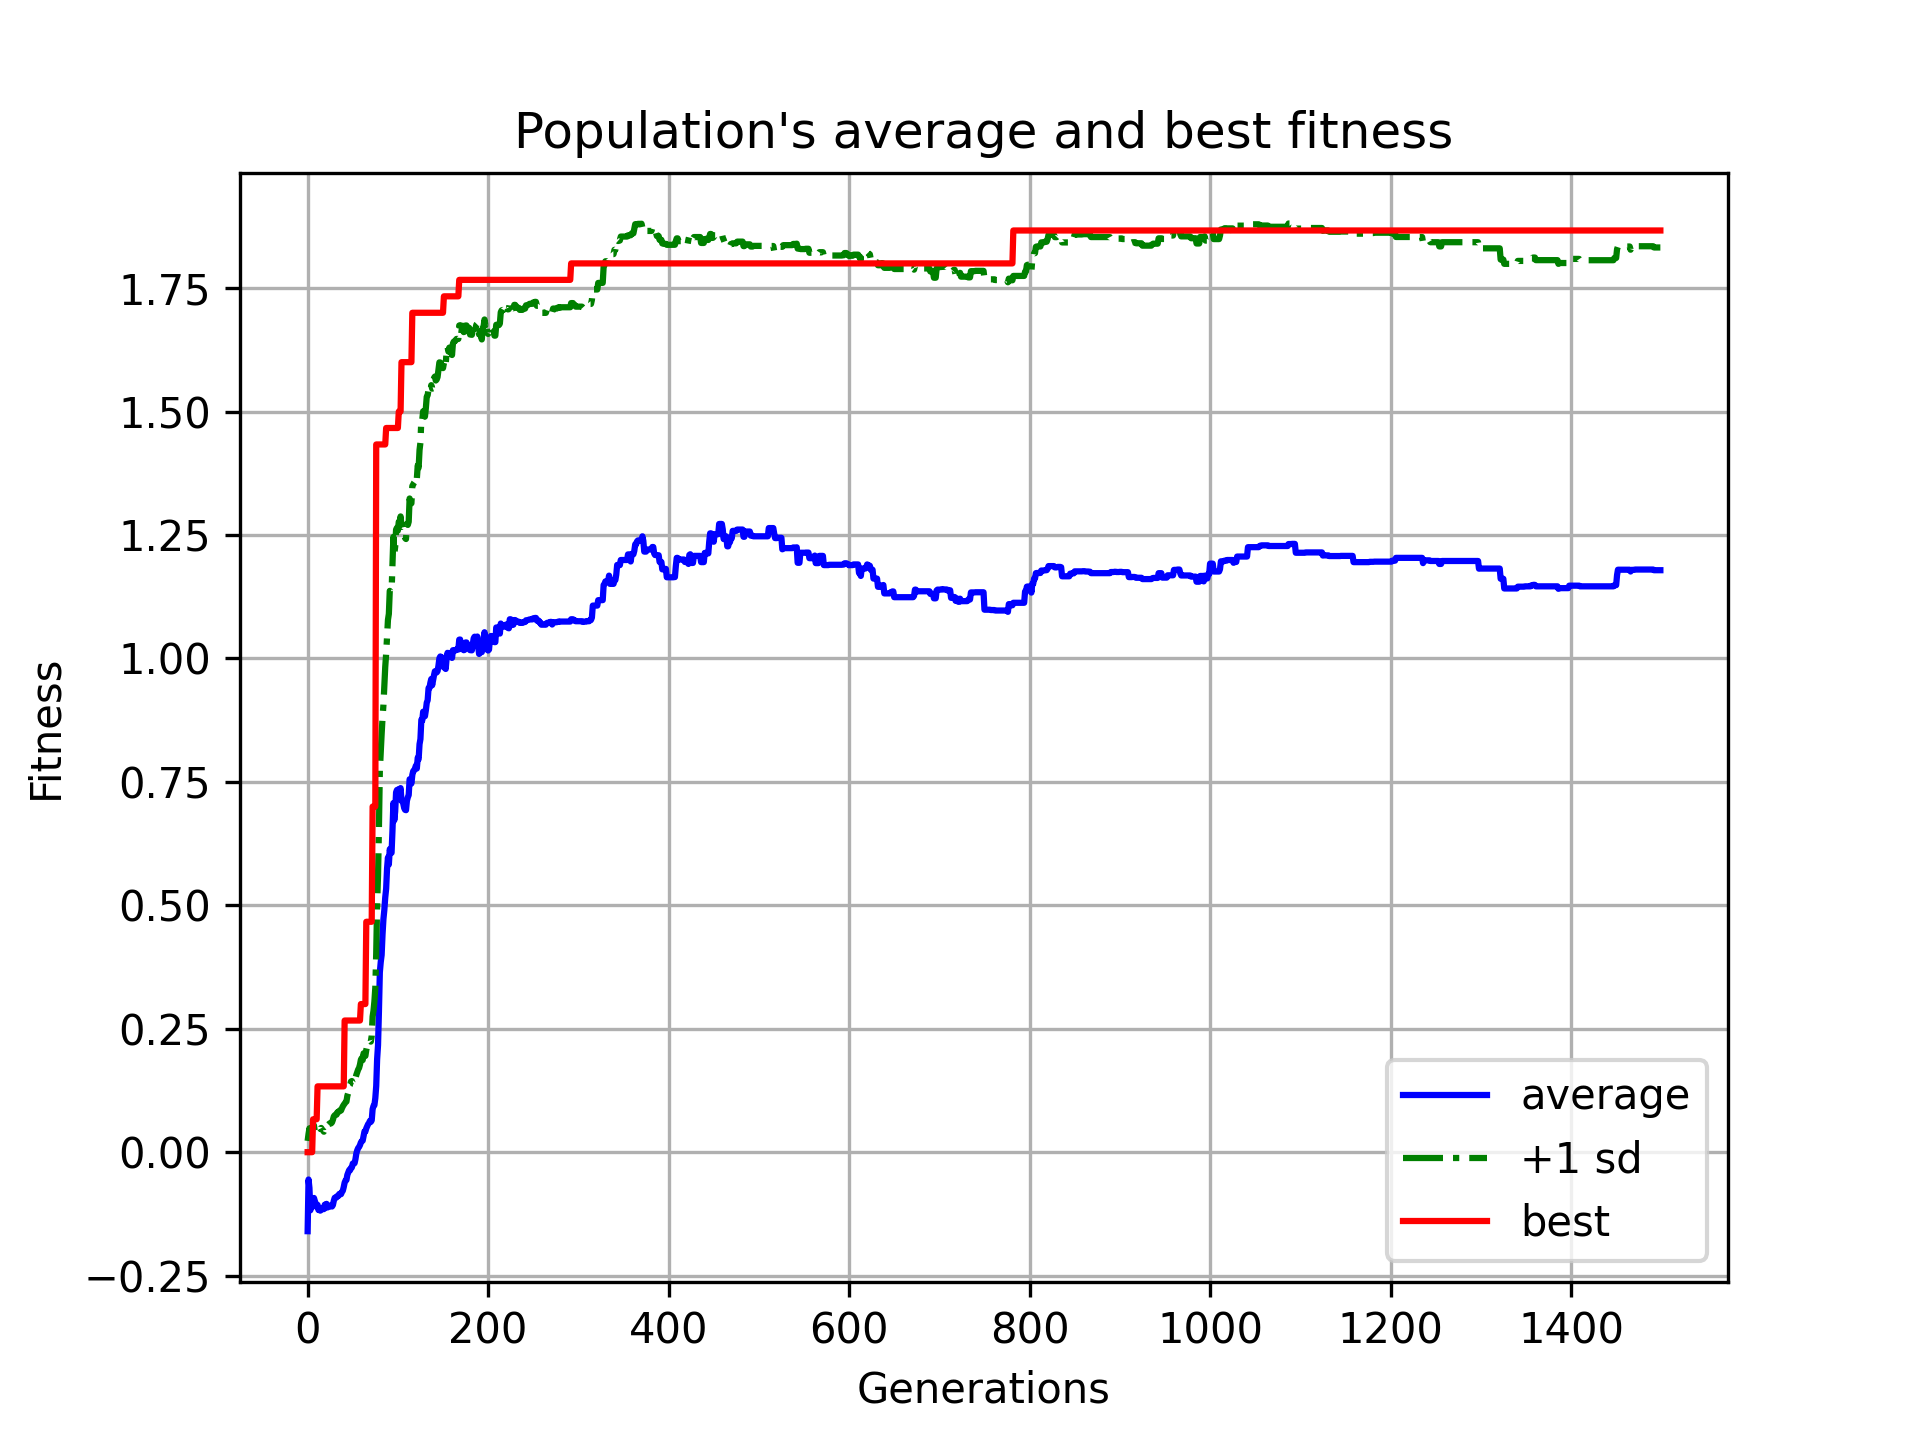 Population's average and best fitness
Fitness
1.75
1.50
1.25
1.00
0.75
0.50
0.25
0.00
−0.25
0 200 400 600 800 1000 1200 1400
Generations
average
+1 sd
best